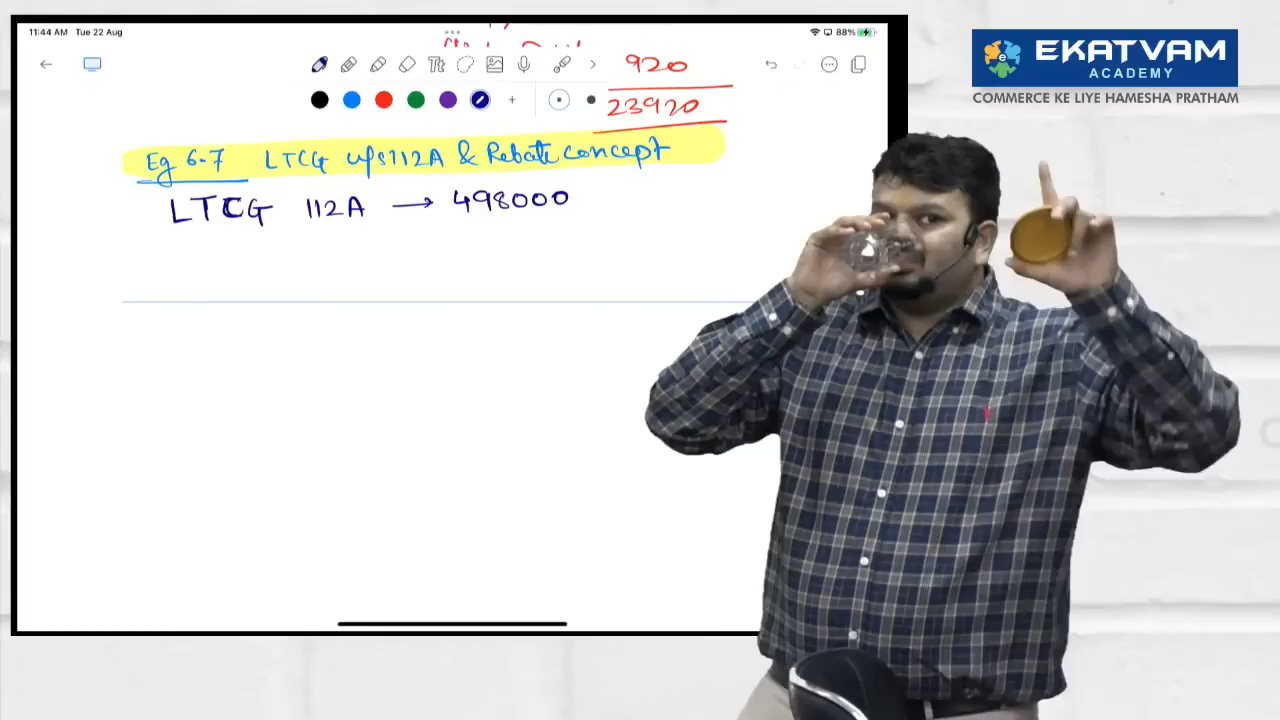 11:44 AM Tue 22 Aug
88%
EKATVAM
ACADEMY
COMMERCE KE LIYE HAMESHA PRATHAM
Tt
920
23920
Eg 6.7 LTCG u/s 112A & Rebate concept
LTCG 112A → 498000